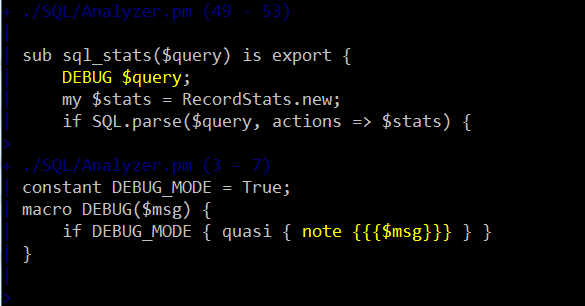 + ./SQL/Analyzer.pm (49 - 53)
|
| sub sql_stats($query) is export {
|     DEBUG $query;
|     my $stats = RecordStats.new;
|     if SQL.parse($query, actions => $stats) {
>
+ ./SQL/Analyzer.pm (3 - 7)
| constant DEBUG_MODE = True;
| macro DEBUG($msg) {
|     if DEBUG_MODE { quasi { note {{{$msg}}} } }
| }
|
>